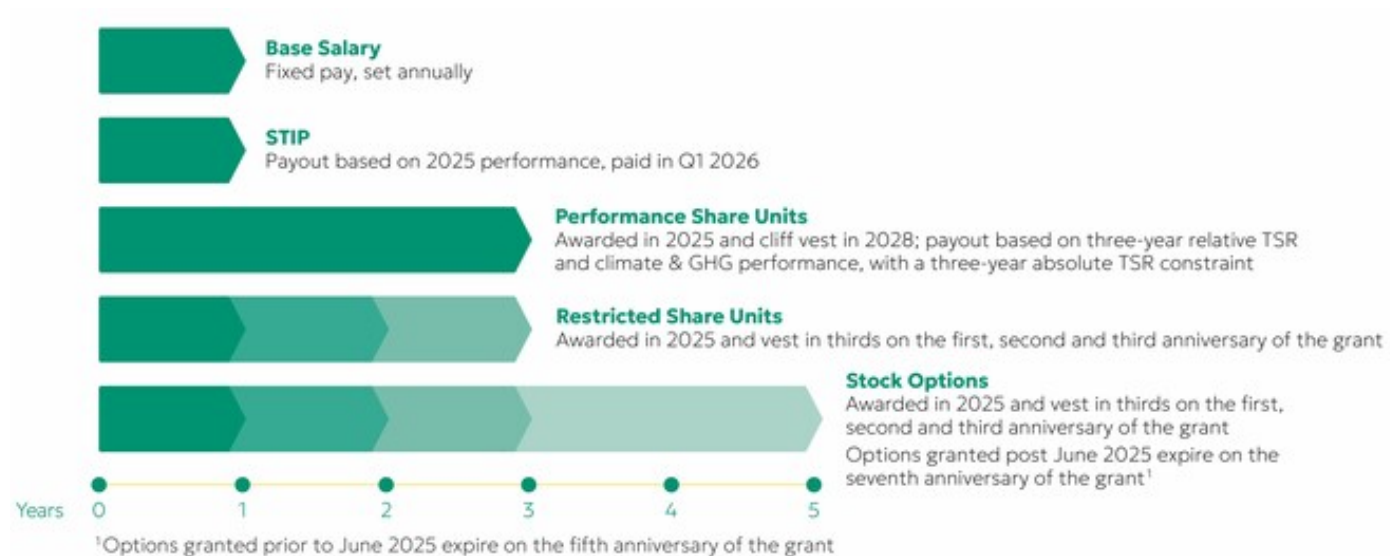 Base Salary
Fixed pay, set annually
STIP
Payout based on 2025 performance, paid in Q1 2026
Performance Share Units
Awarded in 2025 and cliff vest in 2028; payout based on three-year relative TSR
and climate & GHG performance, with a three-year absolute TSR constraint
Restricted Share Units
Awarded in 2025 and vest in thirds on the first, second and third anniversary of the grant
Stock Options
Awarded in 2025 and vest in thirds on the first,
second and third anniversary of the grant
Options granted post June 2025 expire on the
seventh anniversary of the grant¹
Years 0 1 2 3 4 5
¹Options granted prior to June 2025 expire on the fifth anniversary of the grant